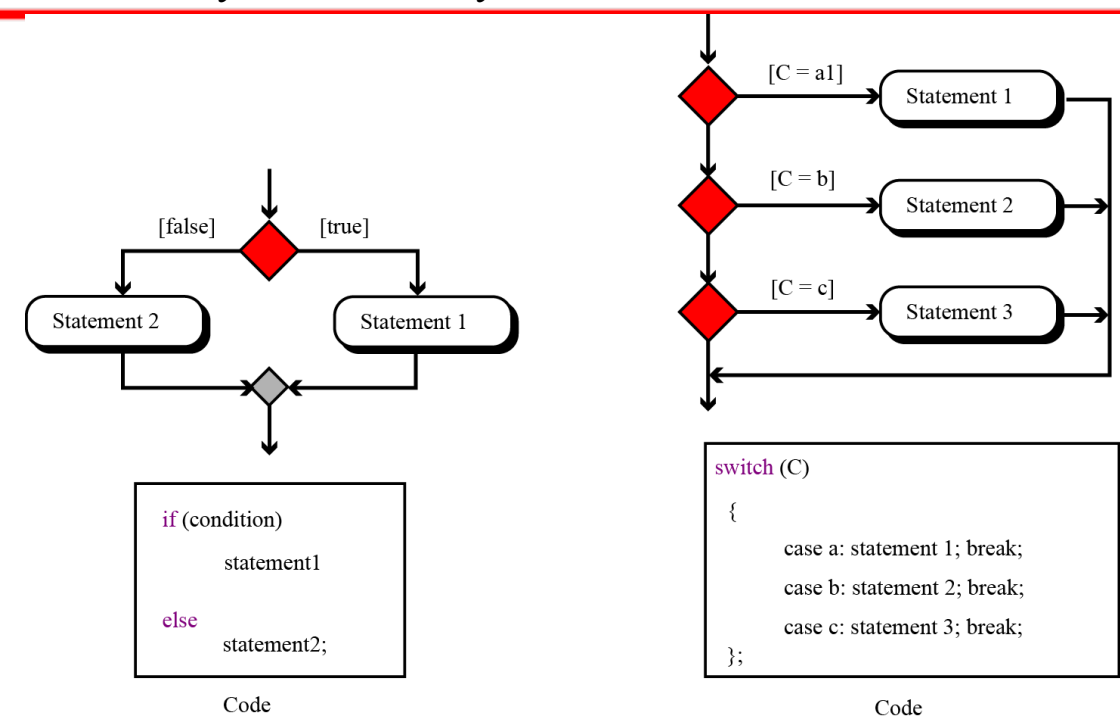 [false]
[true]
Statement 2
Statement 1
if (condition)
statement1
else
statement2;
Code
[C = a1]
Statement 1
[C = b]
Statement 2
[C = c]
Statement 3
switch (C)
{
case a: statement 1; break;
case b: statement 2; break;
case c: statement 3; break;
};
Code